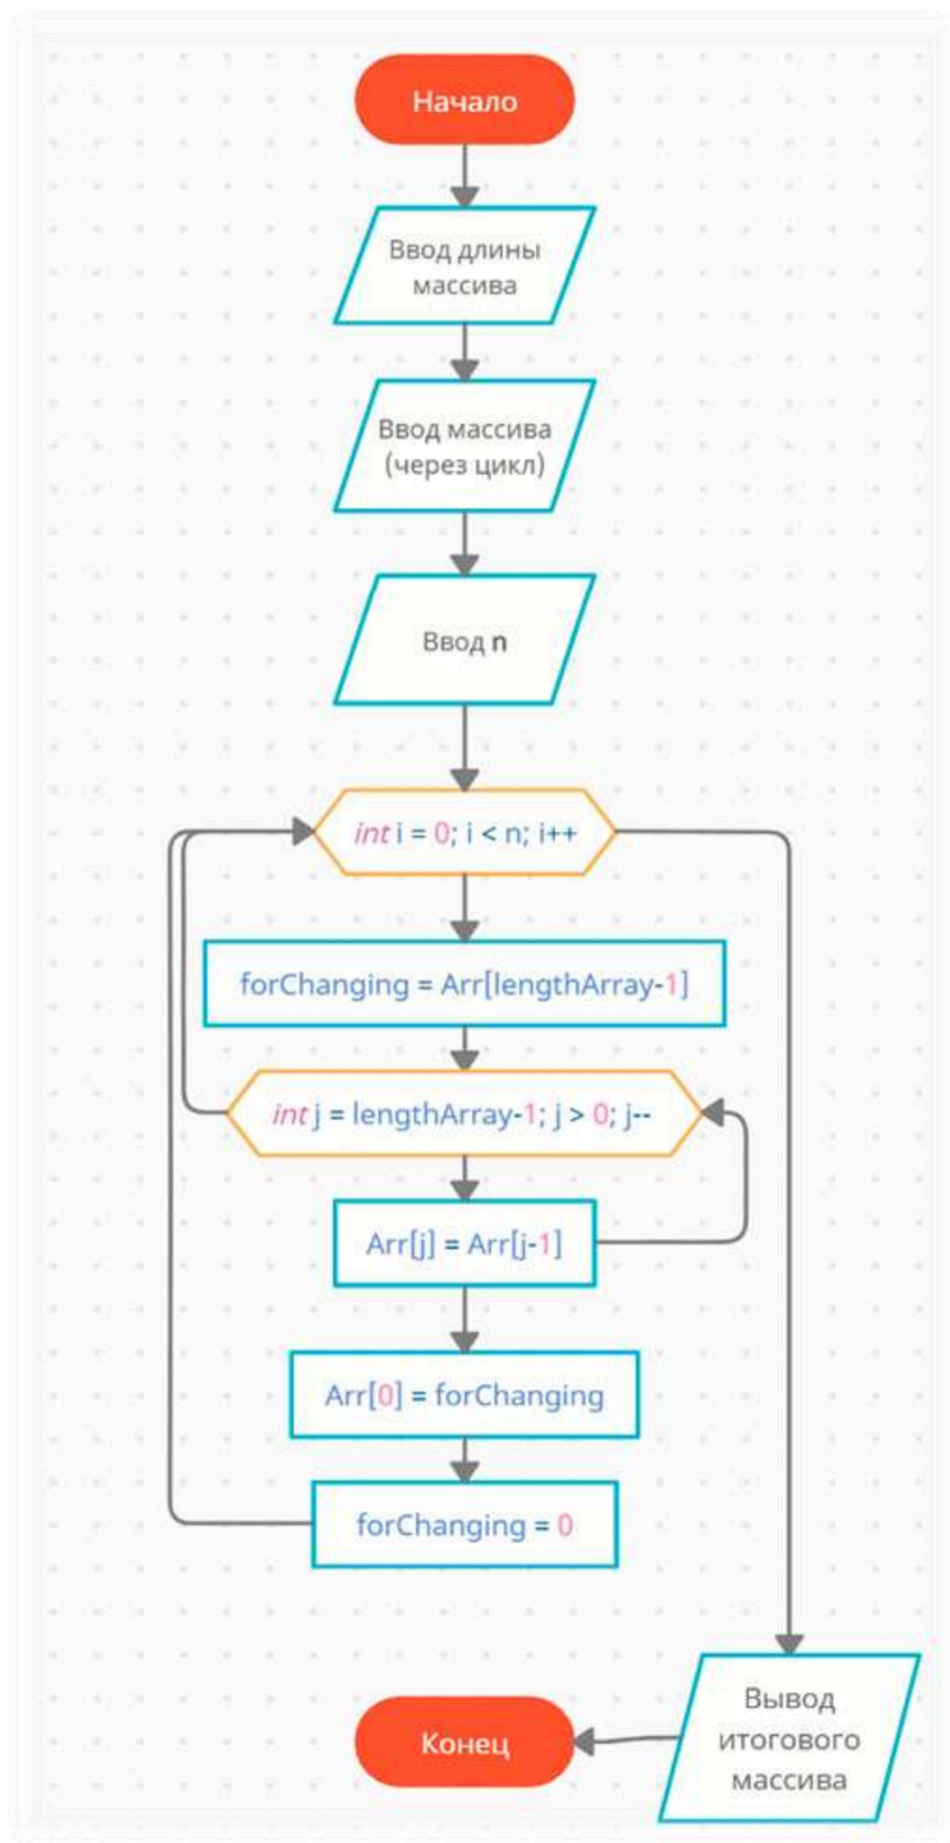 Начало
Ввод длины
массива
Ввод массива
(через цикл)
Ввод n
int i = 0; i < n; i++
forChanging = Arr[lengthArray-1]
int j = lengthArray-1; j > 0; j--
Arr[j] = Arr[j-1]
Arr[0] = forChanging
forChanging = 0
Вывод
итогового
массива
Конец